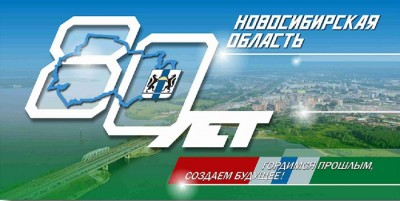 80 ЛЕТ
НОВОСИБИРСКАЯ
ОБЛАСТЬ
ГОРДИМСЯ ПРОШЛЫМ,
СОЗДАЕМ БУДУЩЕЕ!